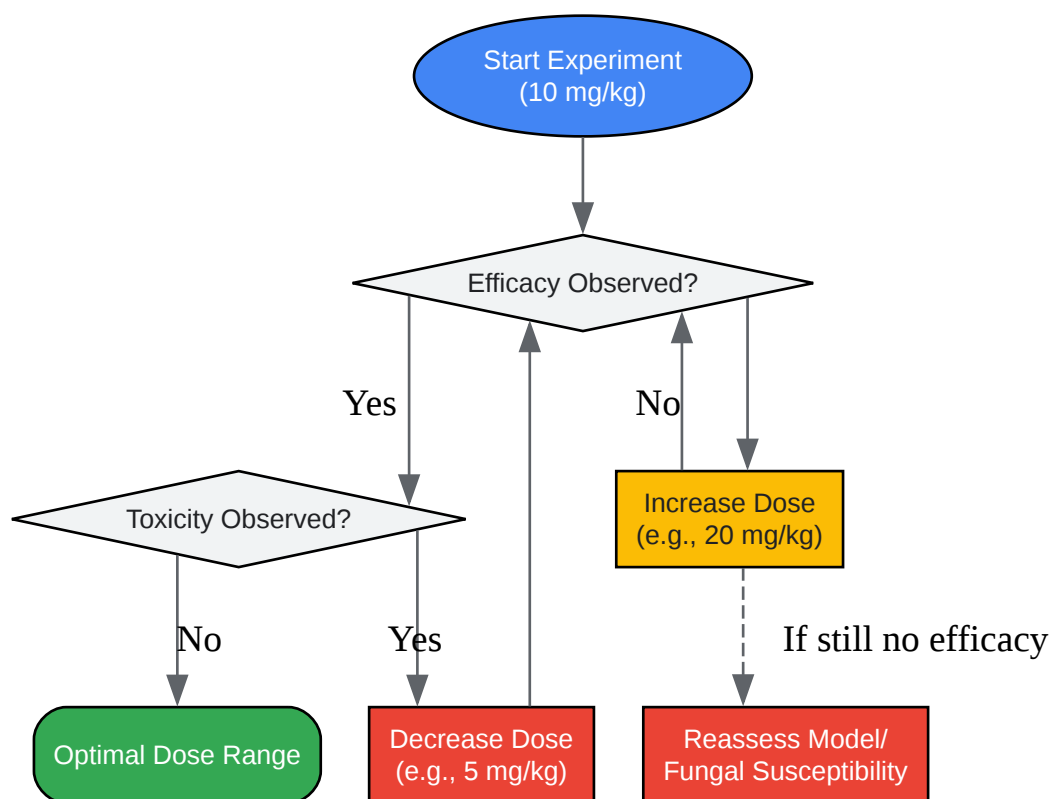 Start Experiment
(10 mg/kg)
Efficacy Observed?
Yes
No
Toxicity Observed?
Increase Dose
(e.g., 20 mg/kg)
No
Yes
If still no efficacy
Optimal Dose Range
Decrease Dose
(e.g., 5 mg/kg)
Reassess Model/
Fungal Susceptibility